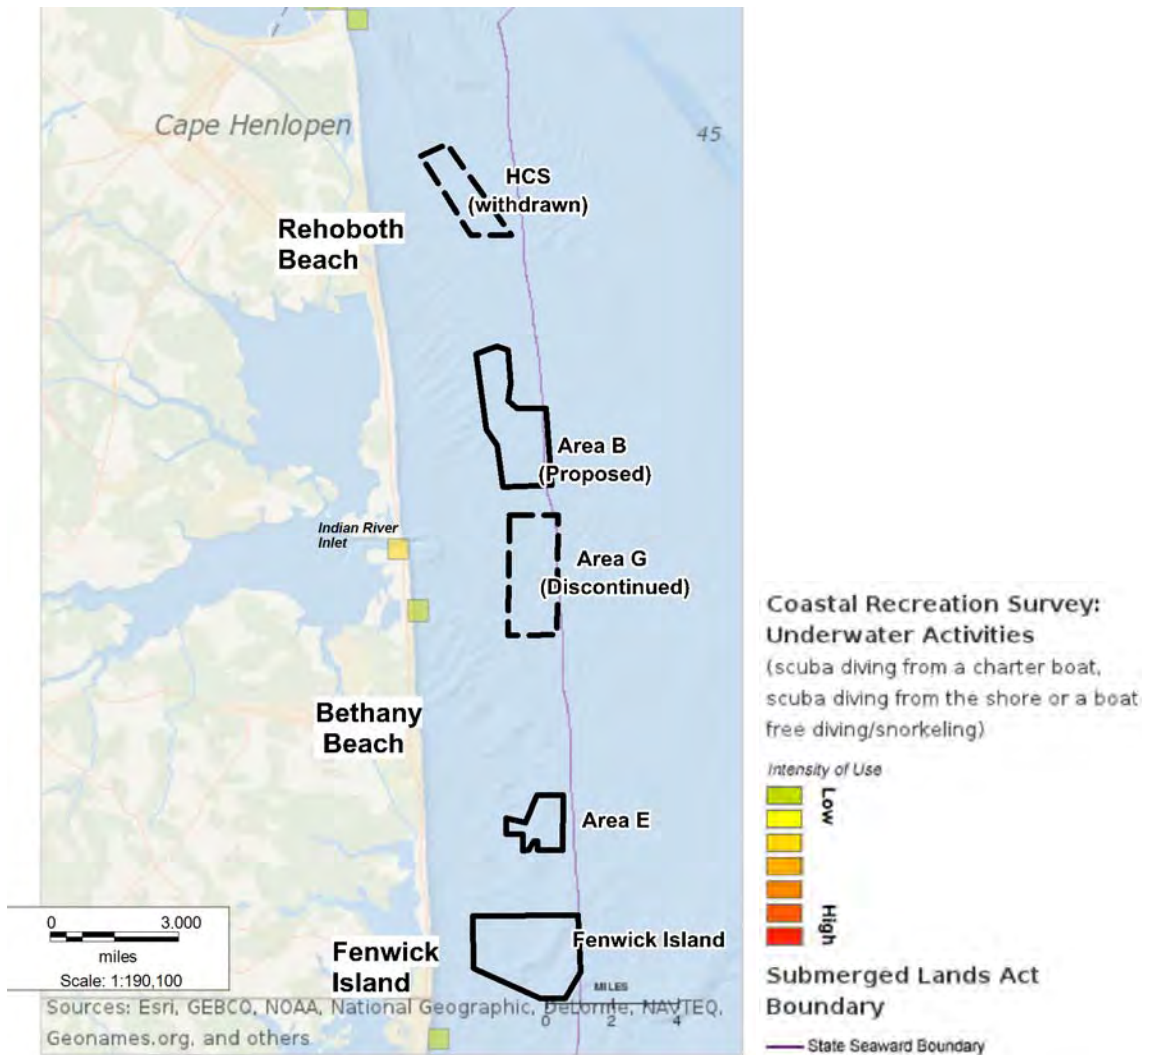 Cape Henlopen
45
HCS
(withdrawn)
Rehoboth
Beach
Area B
(Proposed)
Indian River
Inlet
Area G
(Discontinued)
Bethany
Beach
Area E
Fenwick Island
Fenwick
Island
0 3.000
miles
Scale: 1:190,100
MILES
0 2 4
Sources: Esri, GEBCO, NOAA, National Geographic, DeLorme, NAVTEQ,
Geonames.org, and others
Coastal Recreation Survey:
Underwater Activities
(scuba diving from a charter boat,
scuba diving from the shore or a boat
free diving/snorkeling)
Intensity of Use
Low
High
Submerged Lands Act
Boundary
State Seaward Boundary